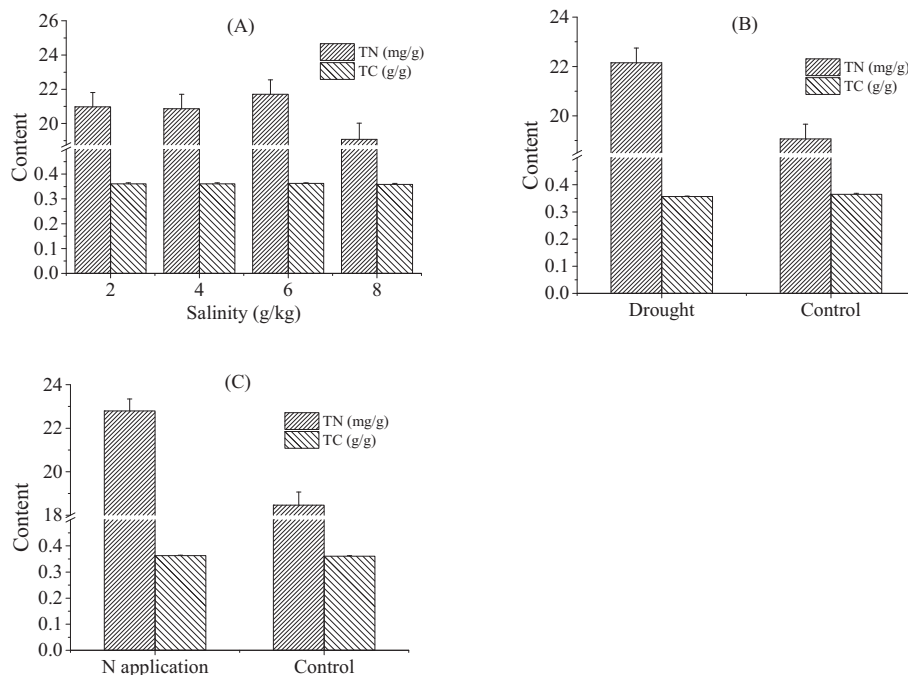 (A)
26
24
22
20
0.4
0.3
0.2
0.1
0.0
Content
TN (mg/g)
TC (g/g)
2 4 6 8
Salinity (g/kg)
(B)
24
22
20
0.4
0.3
0.2
0.1
0.0
Content
TN (mg/g)
TC (g/g)
Drought Control
(C)
24
22
20
18
0.4
0.3
0.2
0.1
0.0
Content
TN (mg/g)
TC (g/g)
N application Control